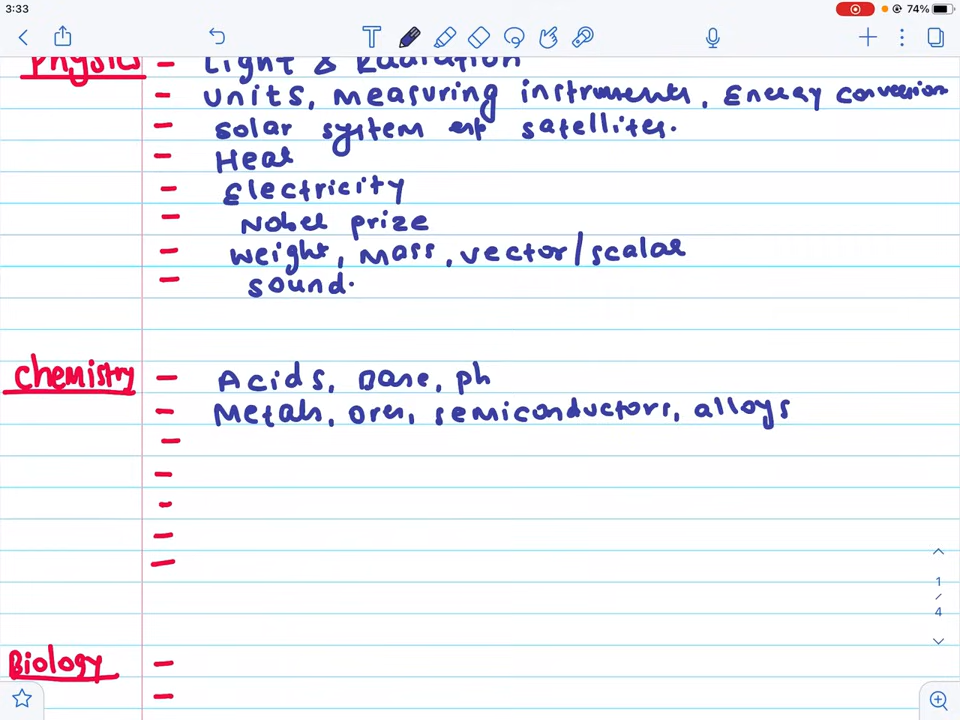 3:33
74%
Physics - Light & Radiation
- Units, Measuring instruments, Energy conversion
- Solar system satellites.
- Heat
- Electricity
- Nobel prize
- Weight, Mass, vector/scalar
- Sound.
Chemistry - Acids, Base, ph
- Metals, Ores, semiconductors, alloys
-
-
-
-
-
1
/
4
Biology -
-